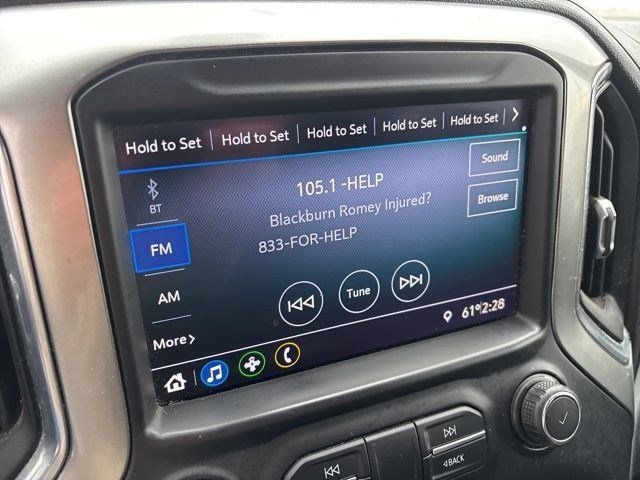 Hold to Set Hold to Set Hold to Set Hold to Set Hold to Set >
BT
FM
AM
More >
105.1 -HELP
Blackburn Romey Injured?
833-FOR-HELP
Sound
Browse
Tune
61° 2:28
BACK